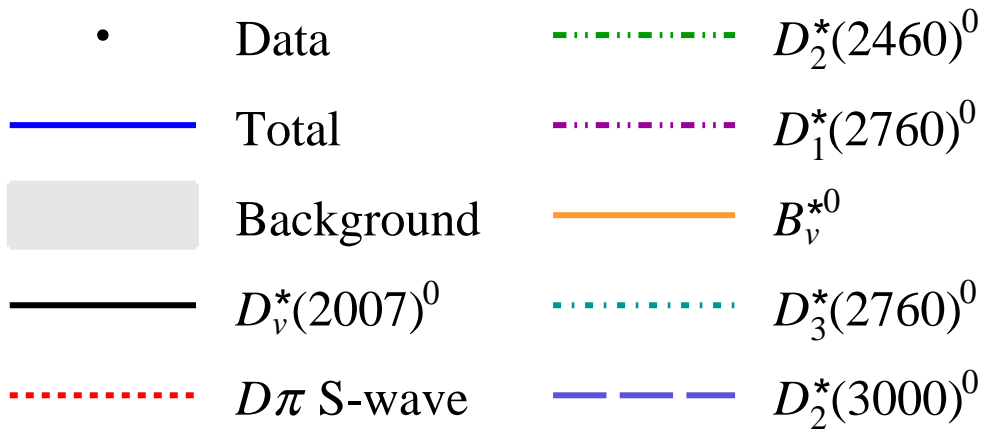 Data
Total
Background
D*v(2007)0
Dπ S-wave
D*2(2460)0
D*1(2760)0
B*0v
D*3(2760)0
D*2(3000)0